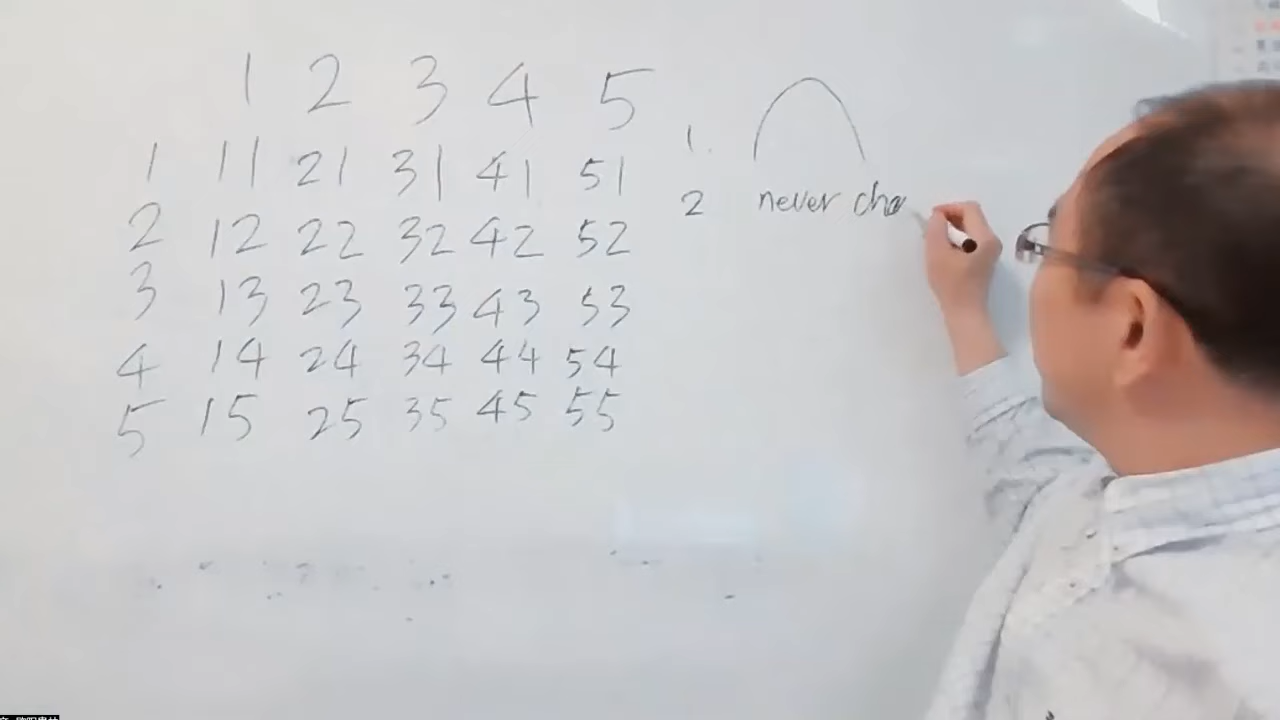 1 2 3 4 5
1 11 21 31 41 51
2 12 22 32 42 52
3 13 23 33 43 53
4 14 24 34 44 54
5 15 25 35 45 55
1.
2 never cha